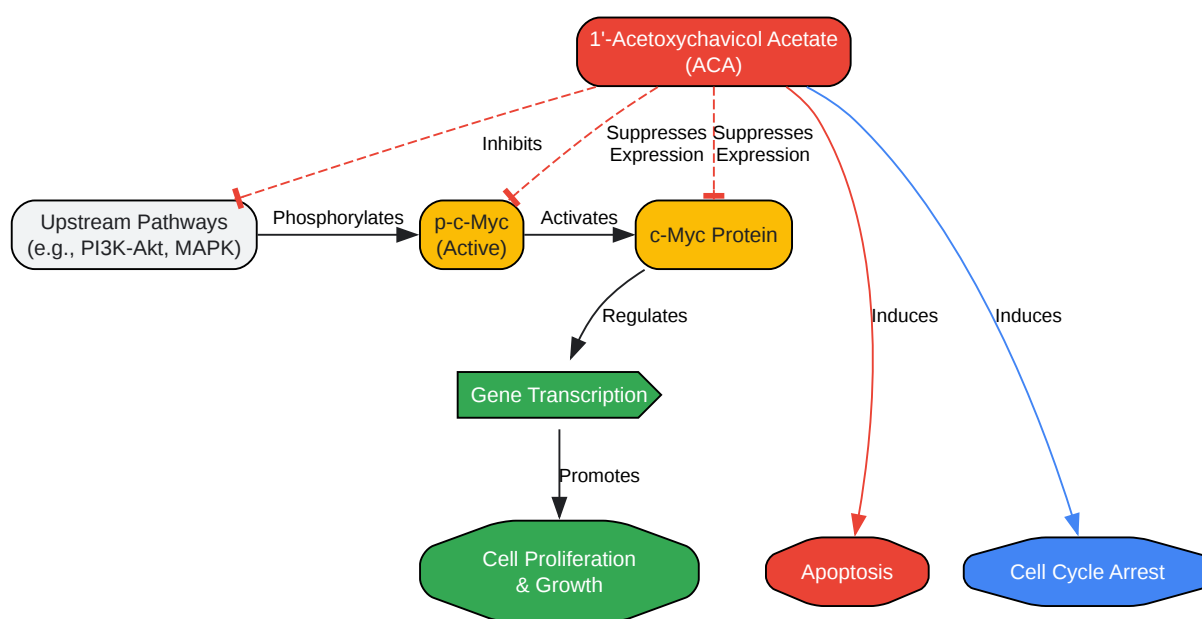 1'-Acetoxychavicol Acetate
(ACA)
Inhibits
Suppresses
Expression
Suppresses
Expression
Upstream Pathways
(e.g., PI3K-Akt, MAPK)
Phosphorylates
p-c-Myc
(Active)
Activates
c-Myc Protein
Regulates
Induces
Induces
Gene Transcription
Promotes
Cell Proliferation
& Growth
Apoptosis
Cell Cycle Arrest